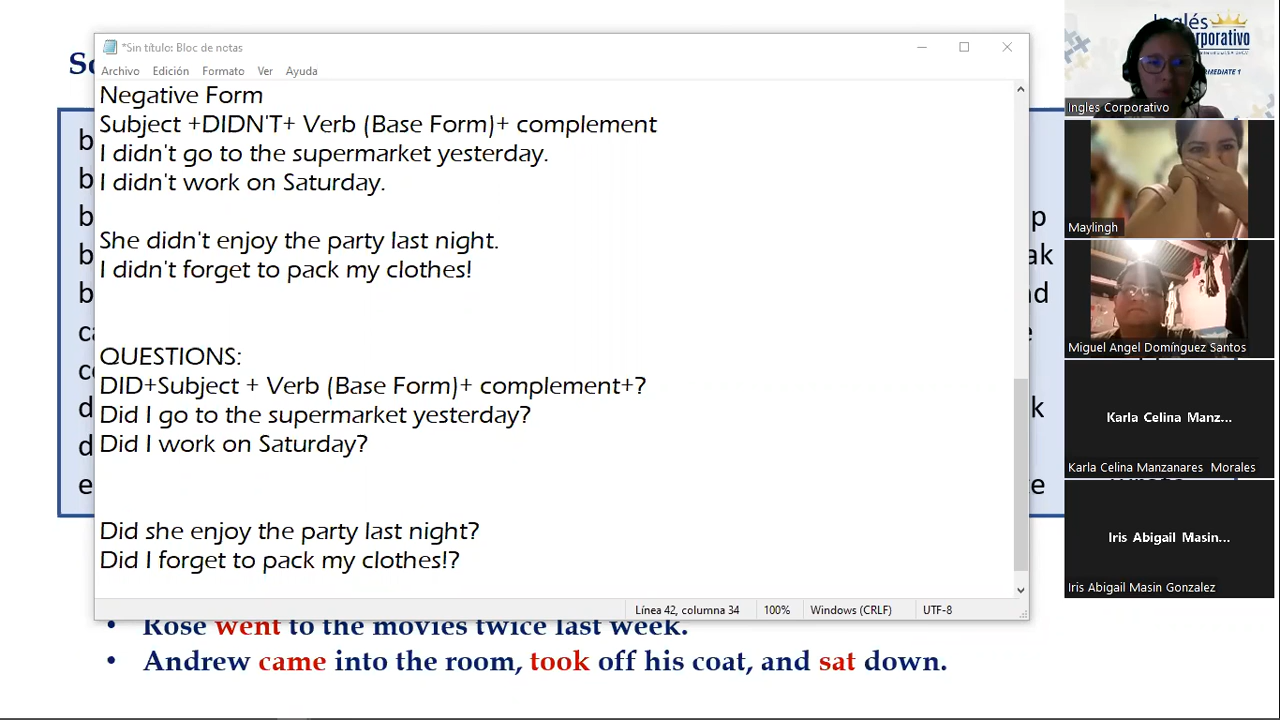 *Sin título: Bloc de notas
Archivo Edición Formato Ver Ayuda
Negative Form
Subject +DIDN'T+ Verb (Base Form)+ complement
I didn't go to the supermarket yesterday.
I didn't work on Saturday.
She didn't enjoy the party last night.
I didn't forget to pack my clothes!
QUESTIONS:
DID+Subject + Verb (Base Form)+ complement+?
Did I go to the supermarket yesterday?
Did I work on Saturday?
Did she enjoy the party last night?
Did I forget to pack my clothes!?
Línea 42, columna 34 100% Windows (CRLF) UTF-8
• Rose went to the movies twice last week.
• Andrew came into the room, took off his coat, and sat down.
Inglés
Ingles Corporativo
Maylingh
Miguel Angel Domínguez Santos
Karla Celina Manz...
Karla Celina Manzanares Morales
Iris Abigail Masin...
Iris Abigail Masin Gonzalez